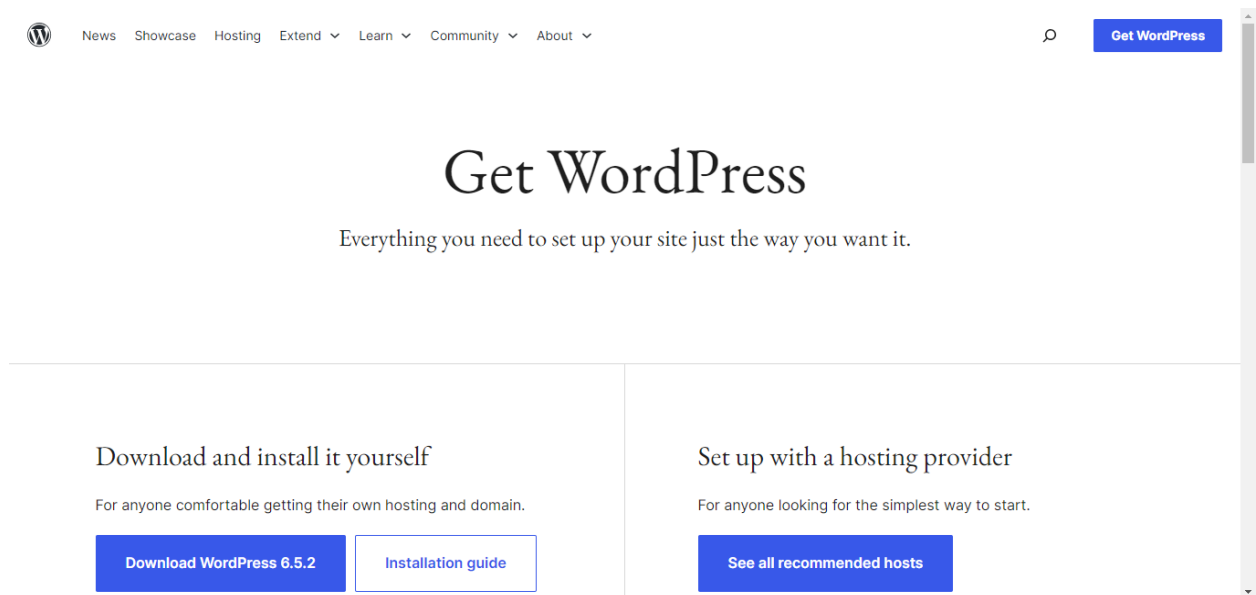 News Showcase Hosting Extend Learn Community About Get WordPress
Get WordPress
Everything you need to set up your site just the way you want it.
Download and install it yourself
For anyone comfortable getting their own hosting and domain.
Download WordPress 6.5.2 Installation guide
Set up with a hosting provider
For anyone looking for the simplest way to start.
See all recommended hosts